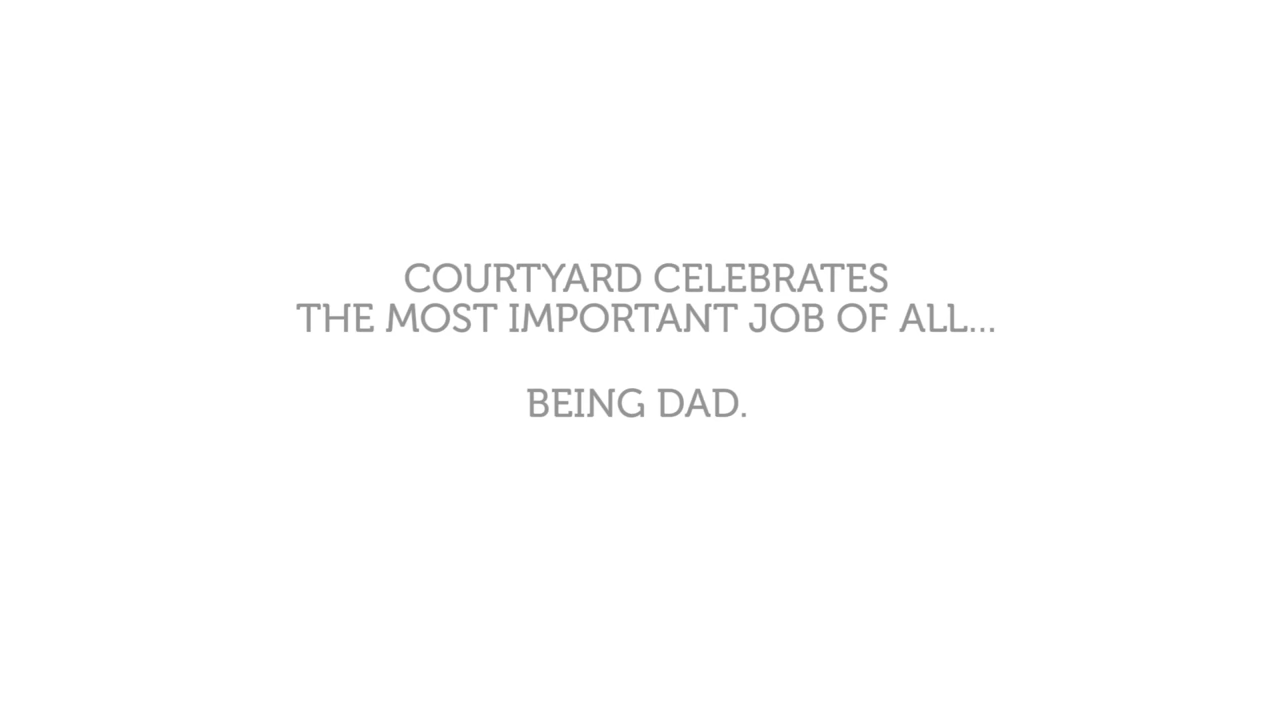 COURTYARD CELEBRATES
THE MOST IMPORTANT JOB OF ALL...
BEING DAD.